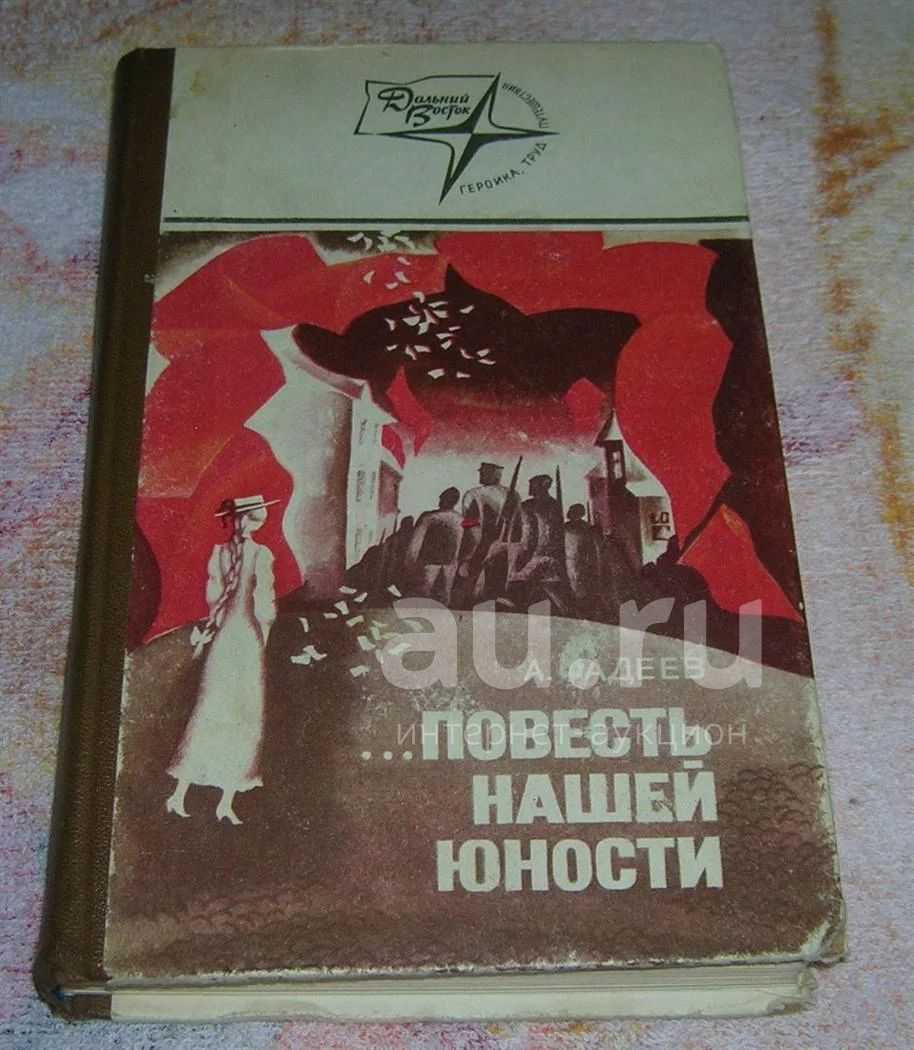 Дальний
Восток
ГЕРОИКА, ТРУД ПУТЕШЕСТВИЯ
au.ru
А. ФАДЕЕВ
интернет-аукцион
...ПОВЕСТЬ
НАШЕЙ
ЮНОСТИ